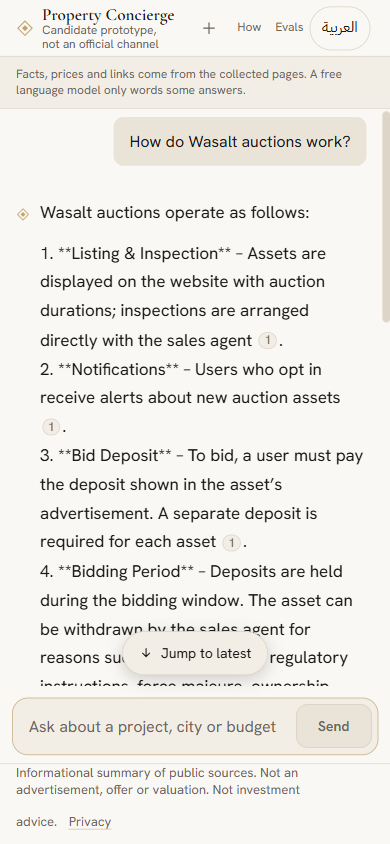 Property Concierge
Candidate prototype,
not an official channel
+
How
Evals
العربية
Facts, prices and links come from the collected pages. A free
language model only words some answers.
How do Wasalt auctions work?
Wasalt auctions operate as follows:
1. **Listing & Inspection** – Assets are
displayed on the website with auction
durations; inspections are arranged
directly with the sales agent 1 .
2. **Notifications** – Users who opt in
receive alerts about new auction assets
1 .
3. **Bid Deposit** – To bid, a user must pay
the deposit shown in the asset’s
advertisement. A separate deposit is
required for each asset 1 .
4. **Bidding Period** – Deposits are held
during the bidding window. The asset can
be withdrawn by the sales agent for
reasons regulatory
↓ Jump to latest
instructions, force majeure, ownership
Ask about a project, city or budget
Send
Informational summary of public sources. Not an
advertisement, offer or valuation. Not investment
advice. Privacy